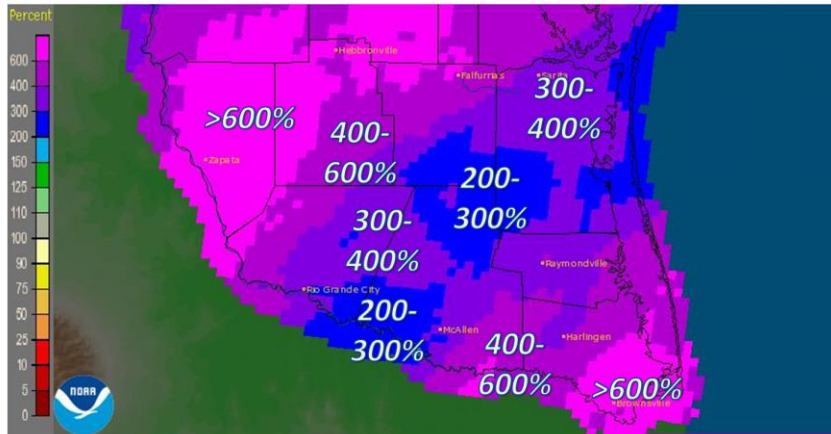 Percent
600
400
300
200
150
125
110
100
90
75
50
25
10
5
0
Hebbronville
Falfurrias
Sarita
>600%
300-
400%
400-
600%
Zapata
200-
300%
300-
400%
Raymondville
Rio Grande City
200-
300%
McAllen
Harlingen
400-
600%
>600%
Brownsville
NOAA